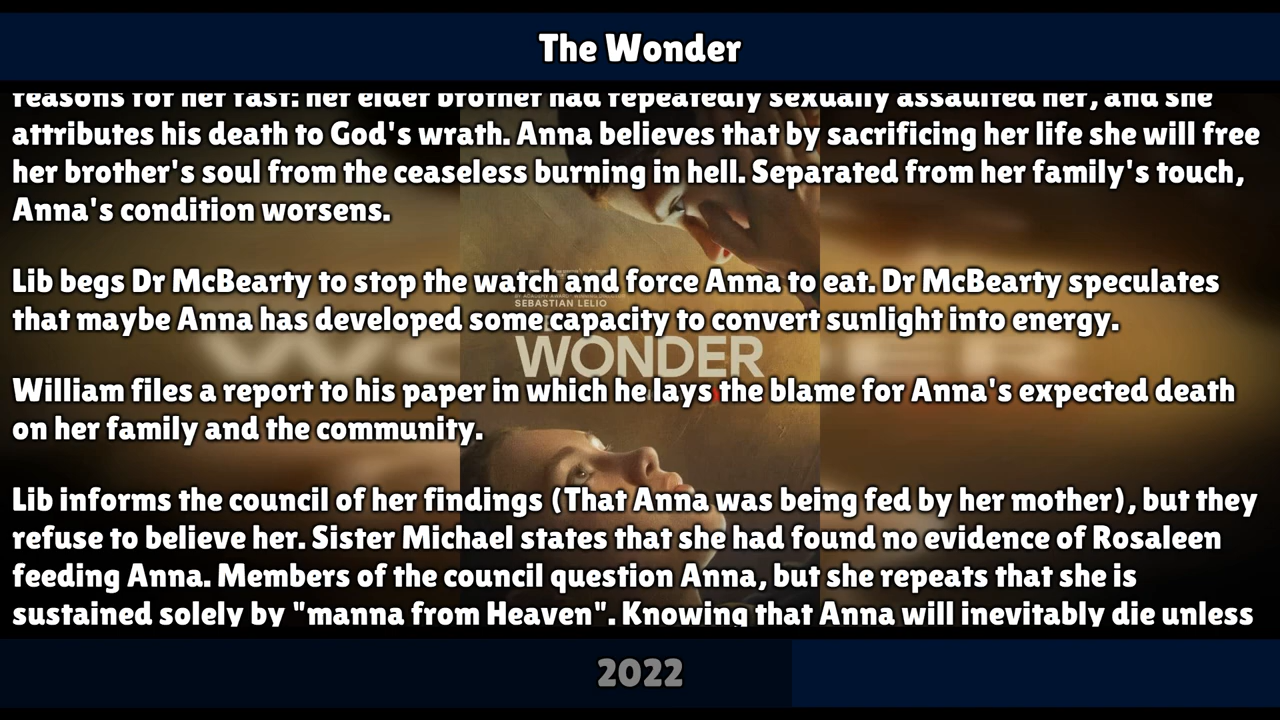 The Wonder
reasons for her fast: her elder brother had repeatedly sexually assaulted her, and she
attributes his death to God's wrath. Anna believes that by sacrificing her life she will free
her brother's soul from the ceaseless burning in hell. Separated from her family's touch,
Anna's condition worsens.
Lib begs Dr McBearty to stop the watch and force Anna to eat. Dr McBearty speculates
SEBASTIAN LELIO
that maybe Anna has developed some capacity to convert sunlight into energy.
WONDER
William files a report to his paper in which he lays the blame for Anna's expected death
on her family and the community.
Lib informs the council of her findings (That Anna was being fed by her mother), but they
refuse to believe her. Sister Michael states that she had found no evidence of Rosaleen
feeding Anna. Members of the council question Anna, but she repeats that she is
sustained solely by "manna from Heaven". Knowing that Anna will inevitably die unless
2022